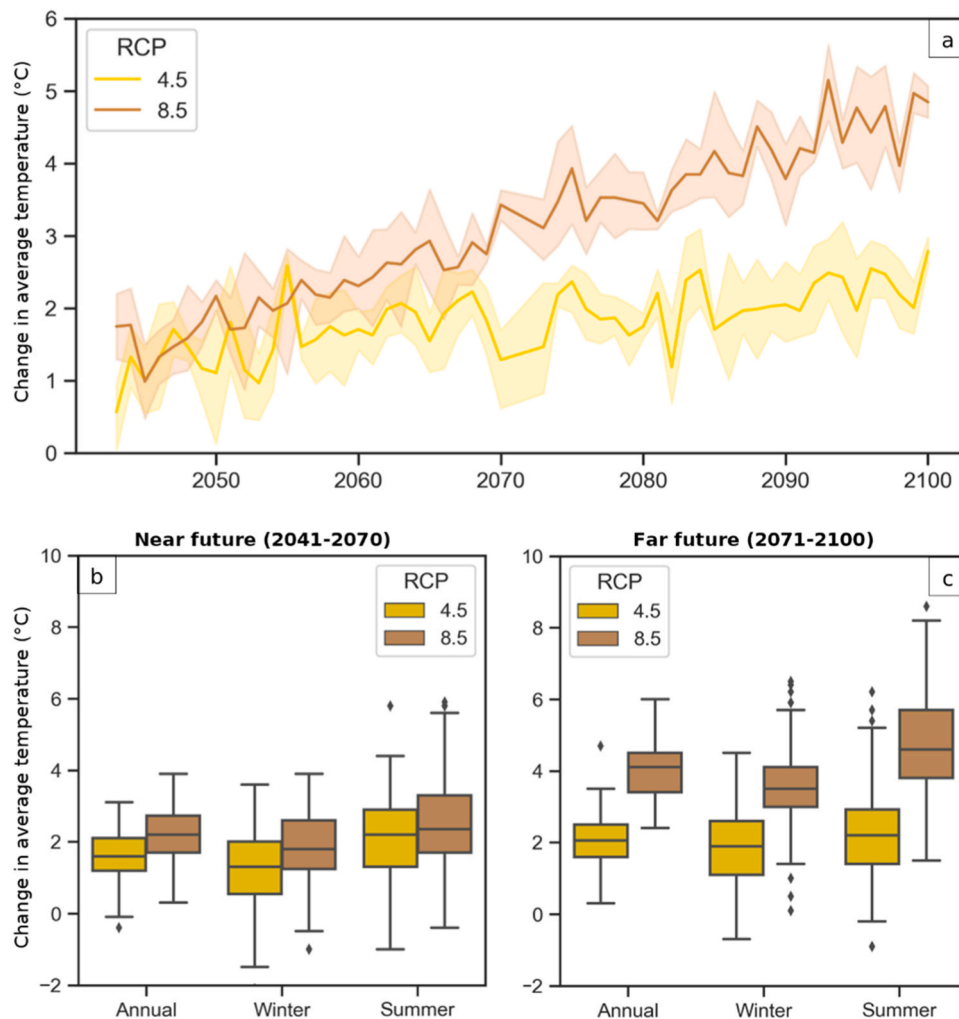 Change in average temperature (°C)
6
5
4
3
2
1
0
RCP
4.5
8.5
a
2050
2060
2070
2080
2090
2100
Near future (2041-2070)
Change in average temperature (°C)
10
8
6
4
2
0
−2
b
RCP
4.5
8.5
Annual
Winter
Summer
Far future (2071-2100)
10
8
6
4
2
0
−2
RCP
4.5
8.5
c
Annual
Winter
Summer